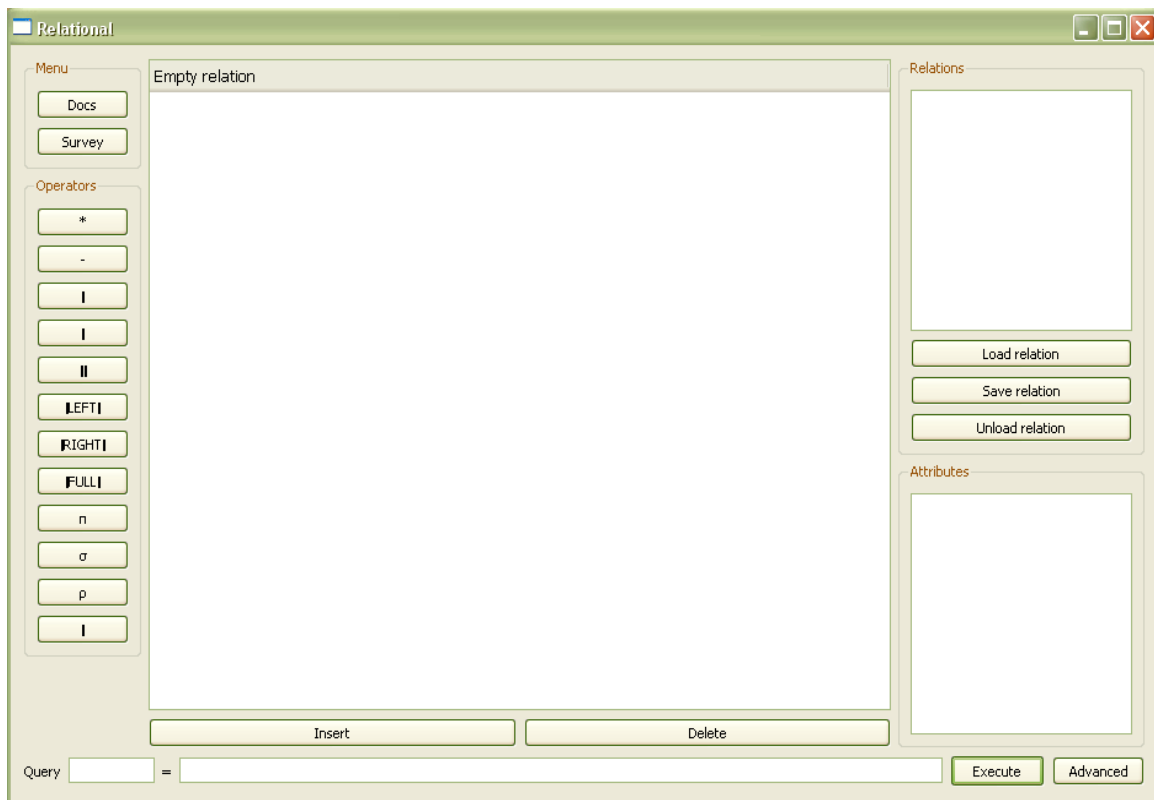 Relational
Menu
Docs
Survey
Operators
*
-
|LEFT|
|RIGHT|
|FULL|
π
σ
ρ
Empty relation
Insert
Delete
Relations
Load relation
Save relation
Unload relation
Attributes
Query
=
Execute
Advanced